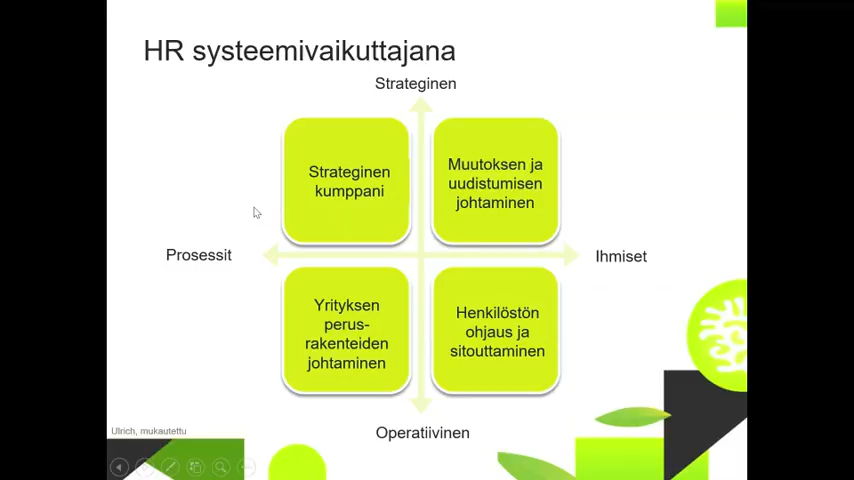 HR systeemivaikuttajana
Strateginen
Strateginen
kumppani
Muutoksen ja
uudistumisen
johtaminen
Prosessit
Ihmiset
Yrityksen
perus-
rakenteiden
johtaminen
Henkilöstön
ohjaus ja
sitouttaminen
Operatiivinen
Ulrich, mukautettu